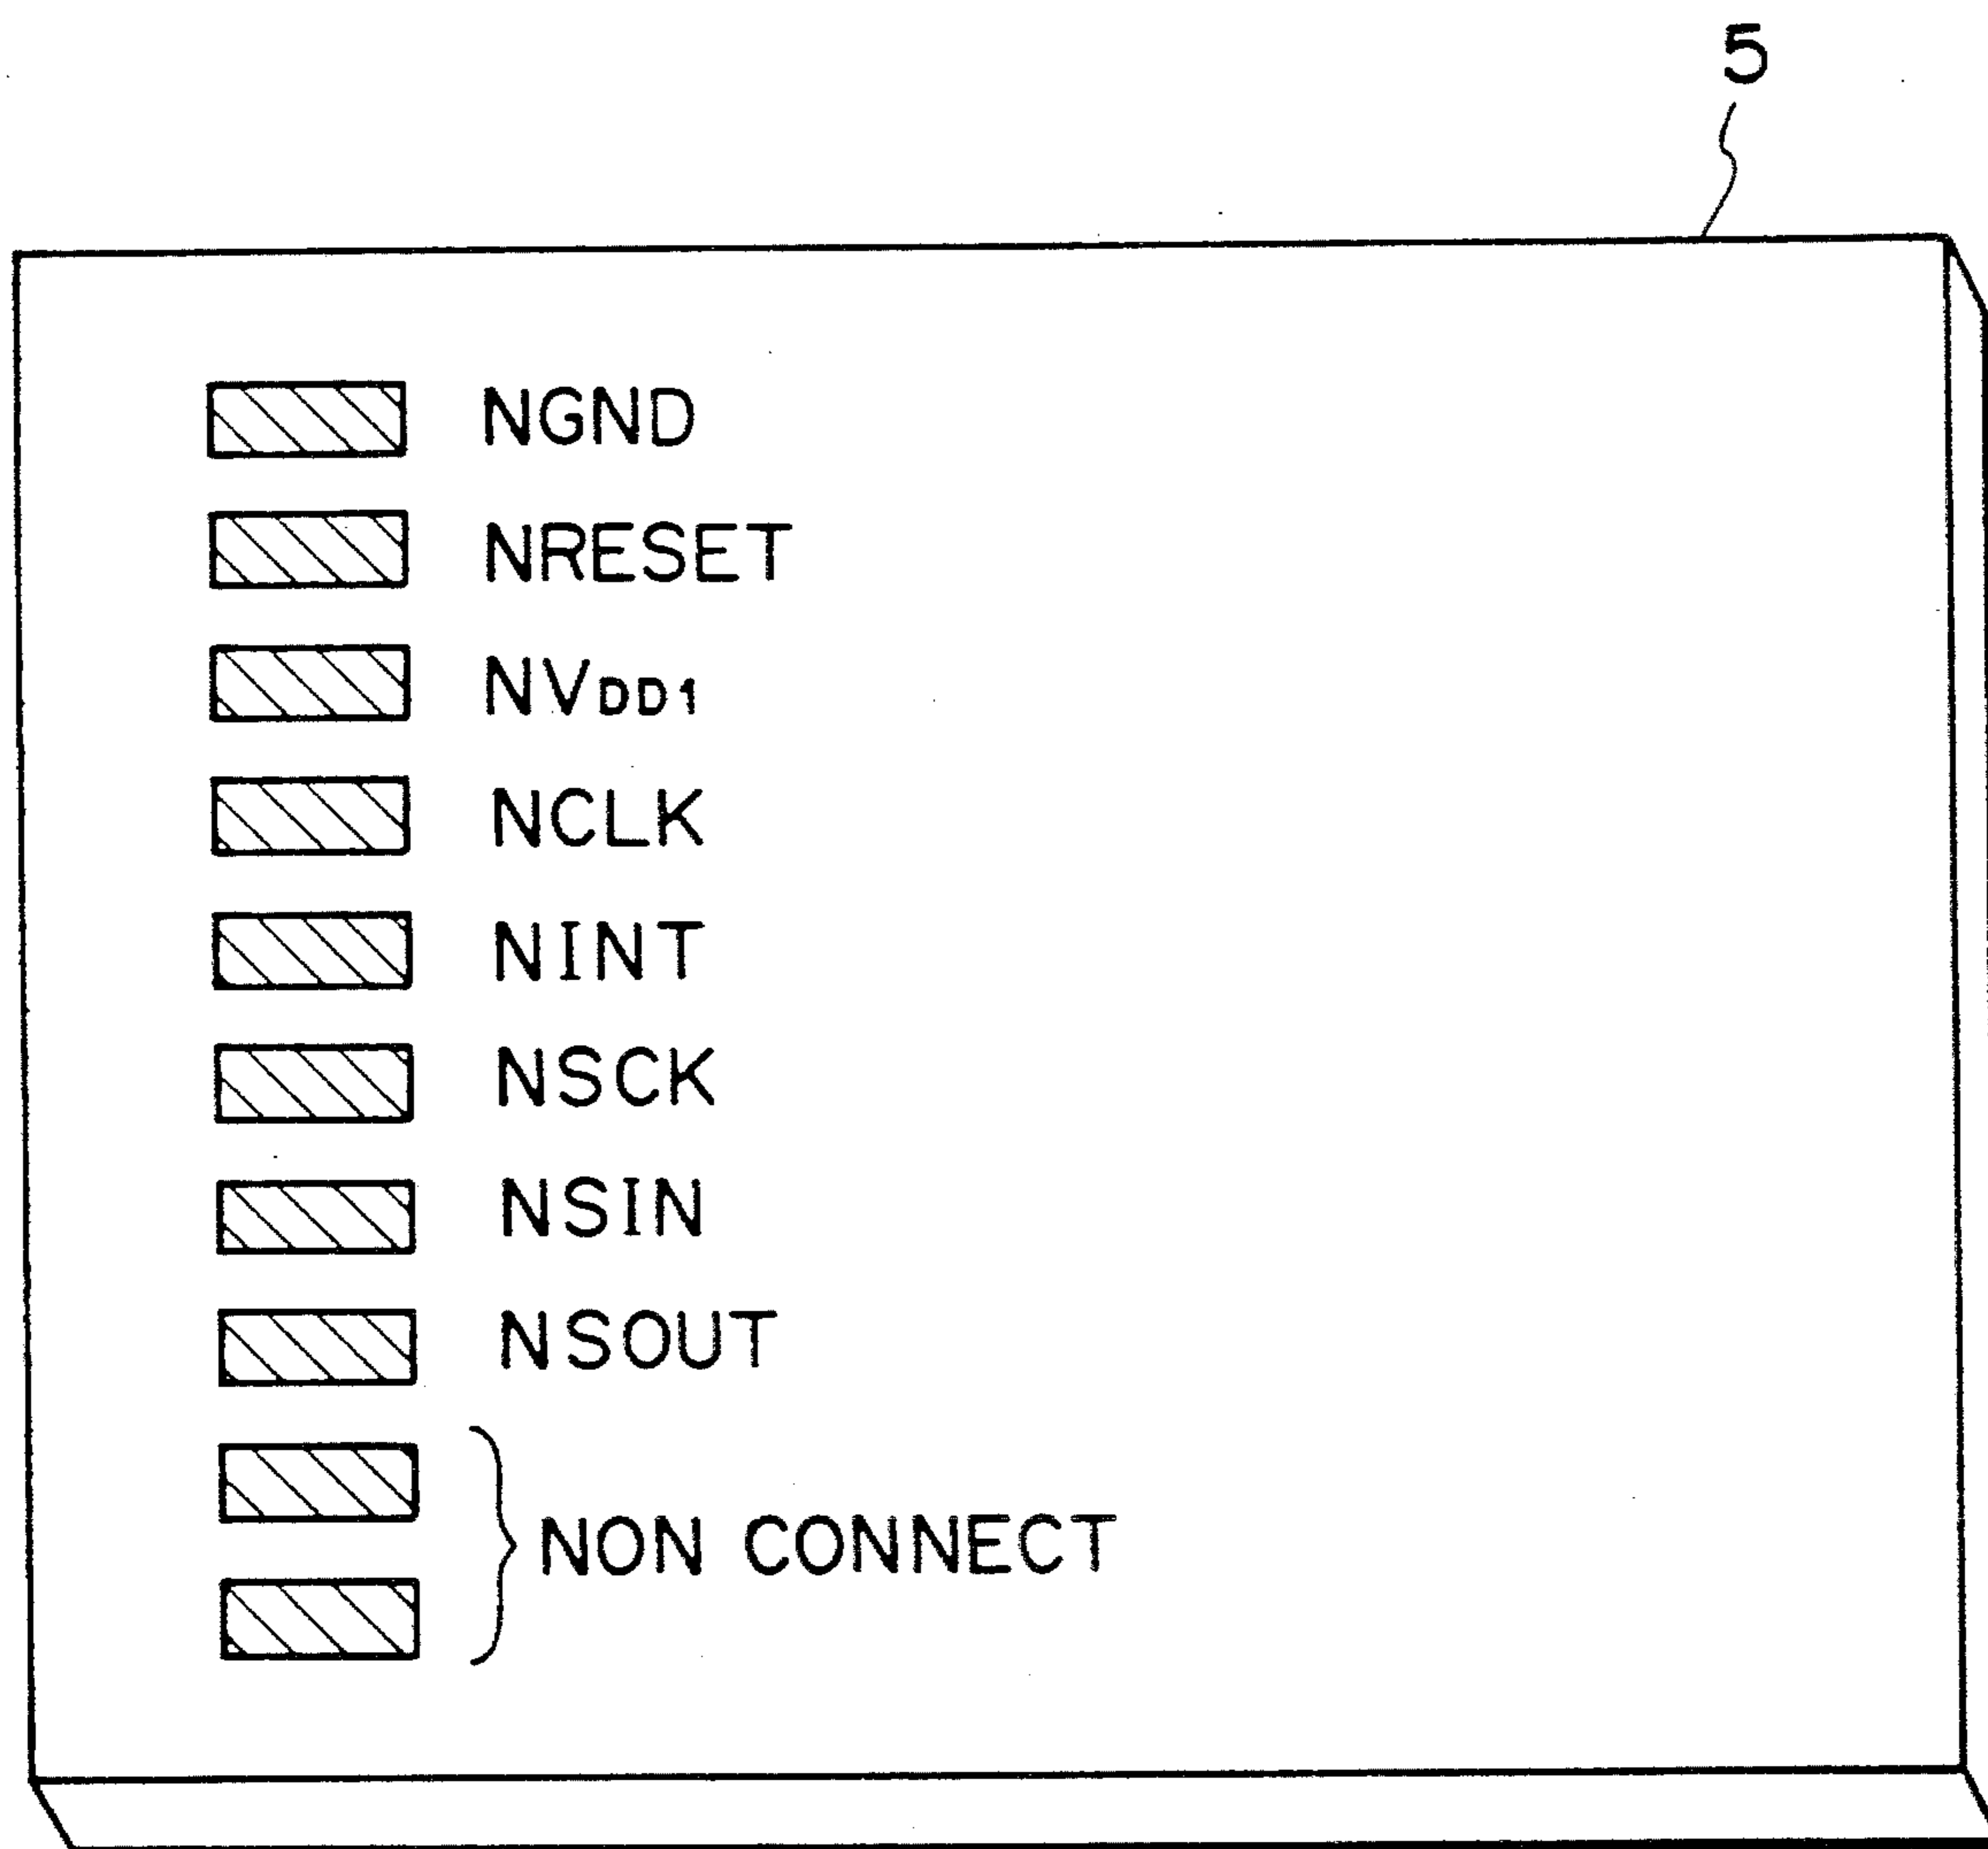 5
NGND
NRESET
NVDD1
NCLK
NINT
NSCK
NSIN
NSOUT
NON CONNECT